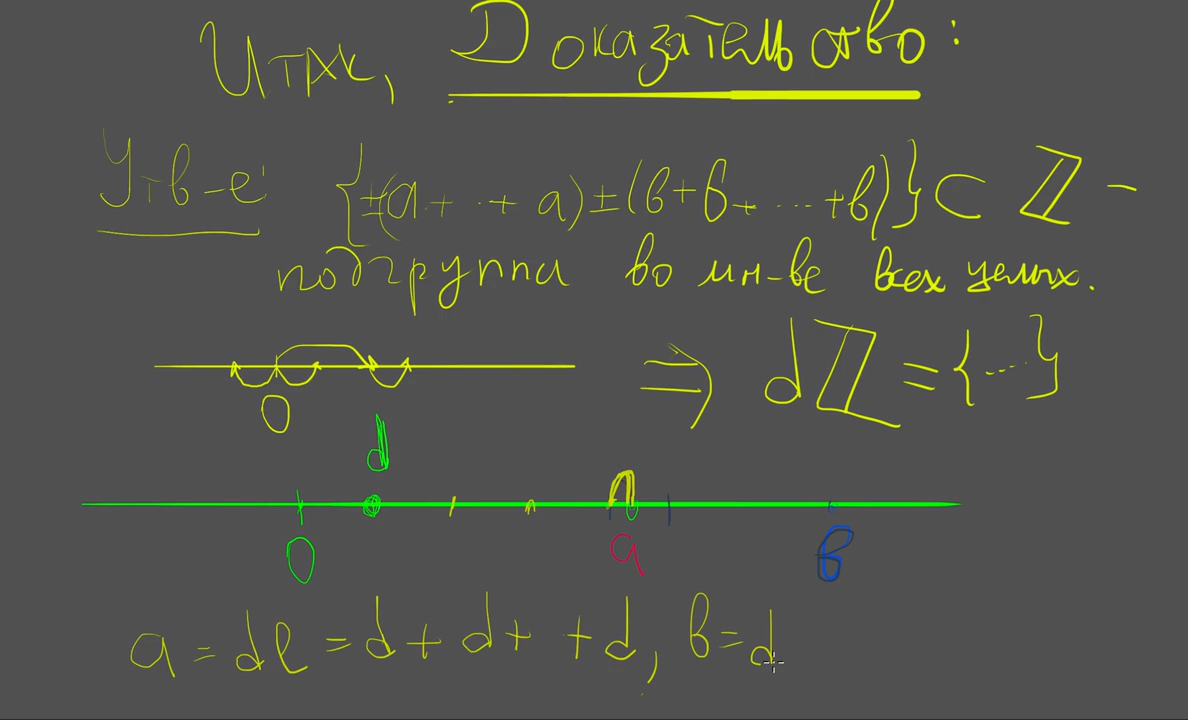 Итак, Доказательство:
Утв-е: {±(a+..+a)±(b+b+...+b)} ⊂ ℤ –
подгруппа во мн-ве всех целых.
0 ⇒ dℤ = {...}
d
0 a b
a = dl = d + d + + d, b = d